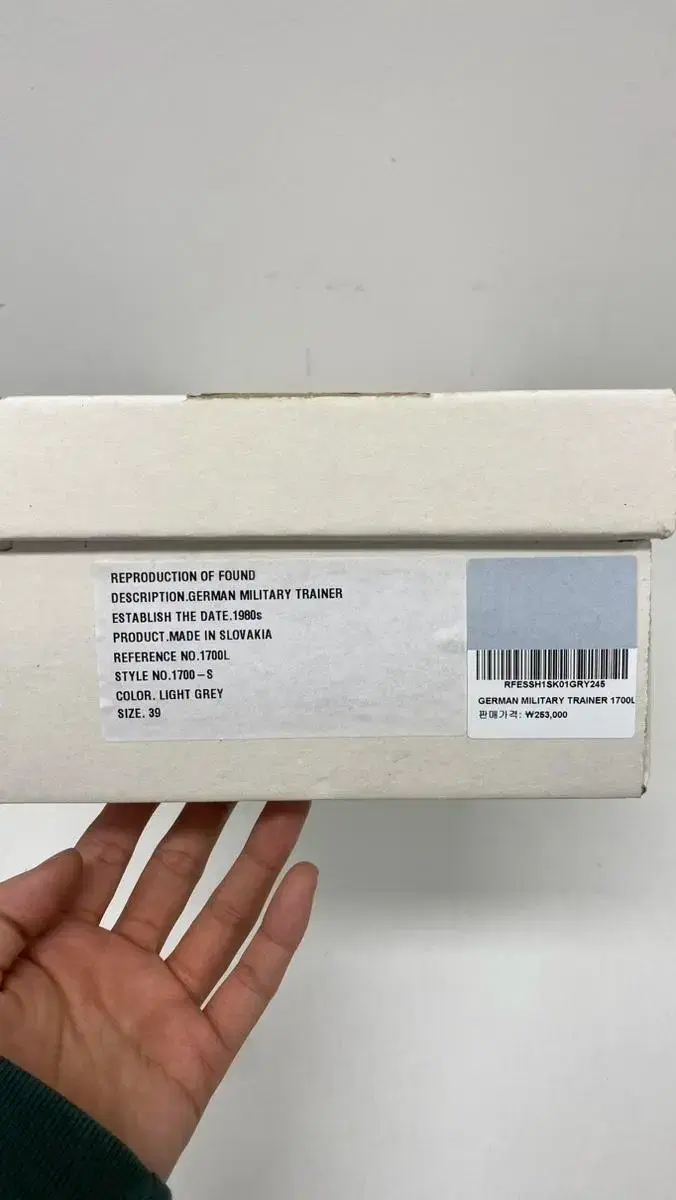 REPRODUCTION OF FOUND
DESCRIPTION.GERMAN MILITARY TRAINER
ESTABLISH THE DATE.1980s
PRODUCT.MADE IN SLOVAKIA
REFERENCE NO.1700L
STYLE NO.1700-S
COLOR. LIGHT GREY
SIZE. 39
RFESSH1SK01GRY245
GERMAN MILITARY TRAINER 1700L
판매가격: ₩253,000